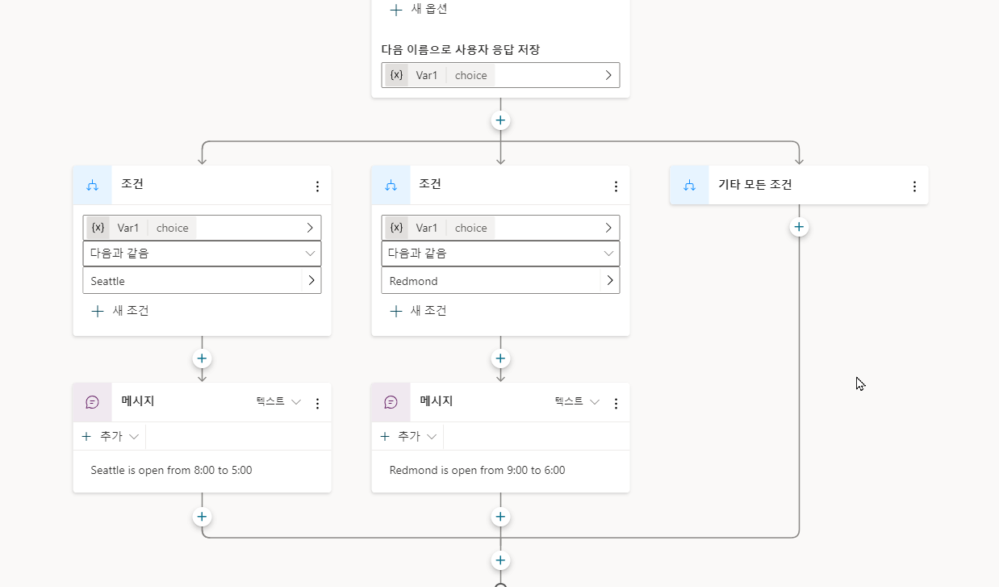 새 옵션
다음 이름으로 사용자 응답 저장
{x} Var1 choice
조건
{x} Var1 choice
다음과 같음
Seattle
새 조건
조건
{x} Var1 choice
다음과 같음
Redmond
새 조건
기타 모든 조건
메시지 텍스트
추가
Seattle is open from 8:00 to 5:00
메시지 텍스트
추가
Redmond is open from 9:00 to 6:00